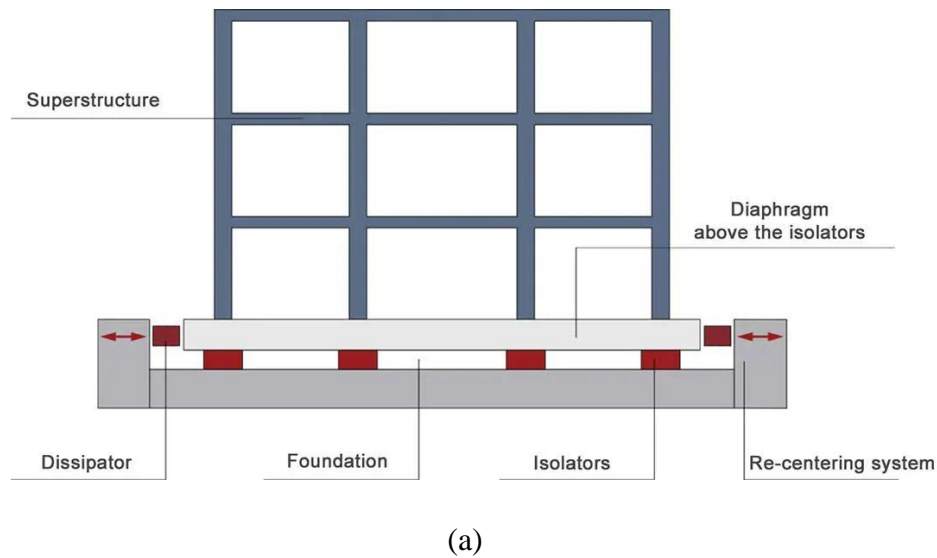 Superstructure
Diaphragm
above the isolators
Dissipator
Foundation
Isolators
Re-centering system
(a)